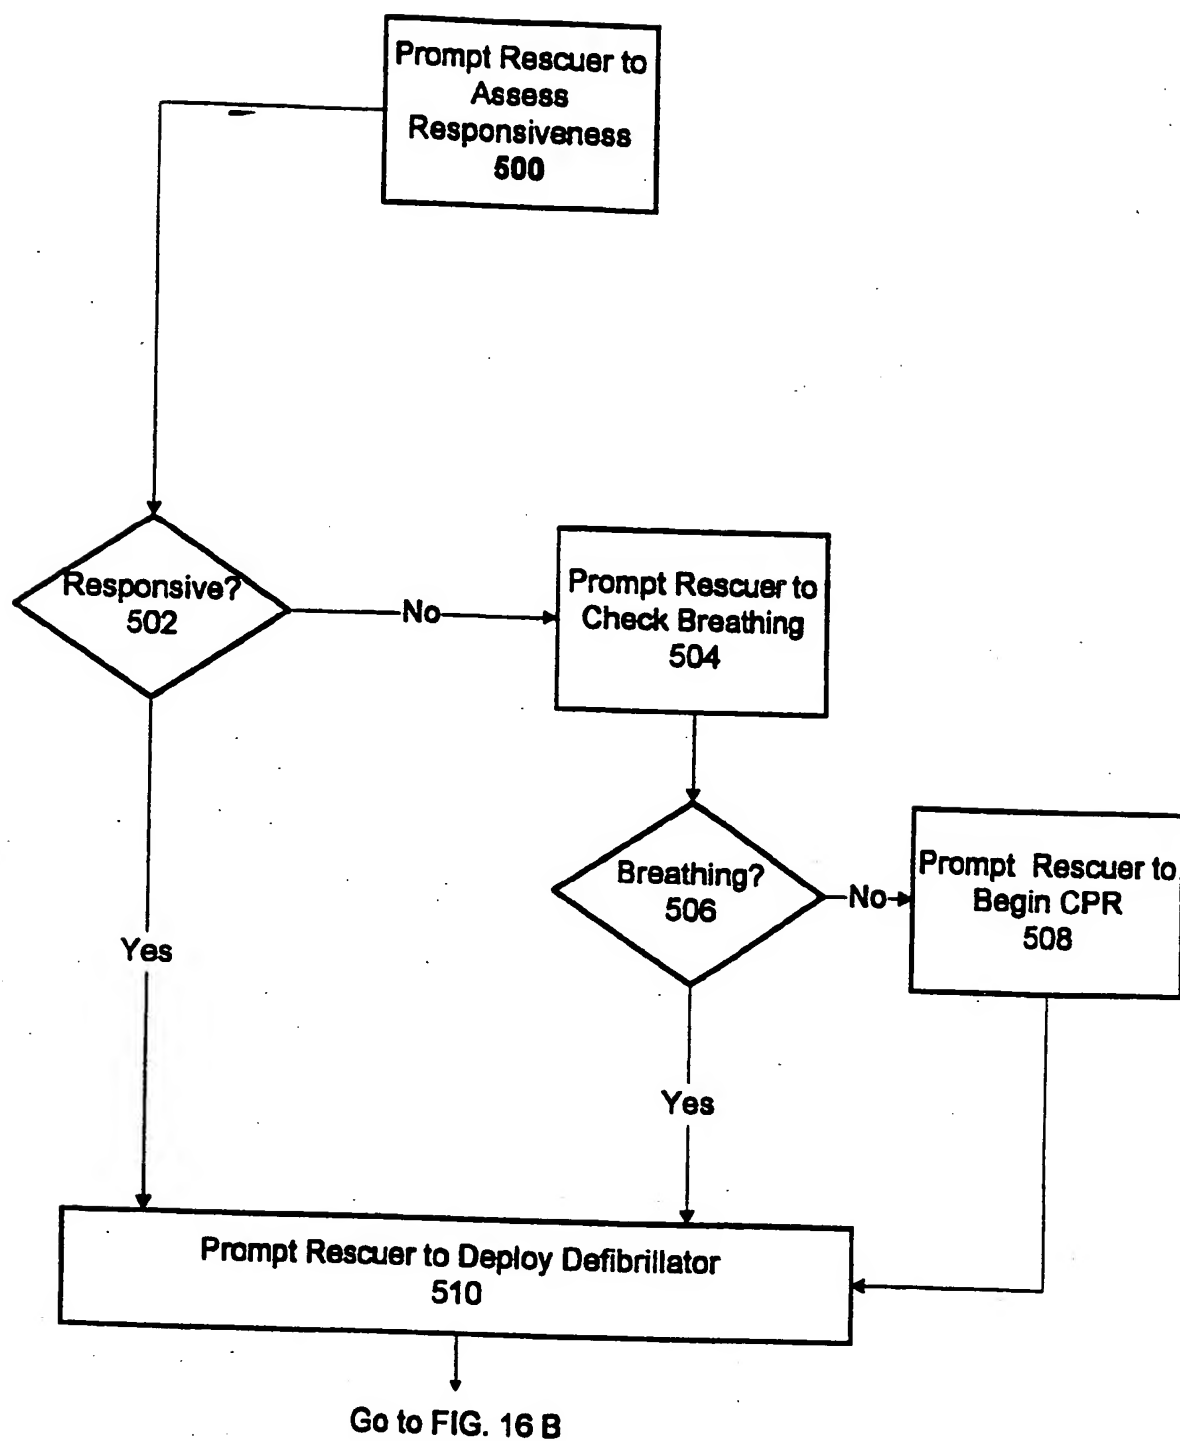 Prompt Rescuer to
Assess
Responsiveness
500
Responsive?
502
No
Prompt Rescuer to
Check Breathing
504
Breathing?
506
No
Prompt Rescuer to
Begin CPR
508
Yes
Yes
Prompt Rescuer to Deploy Defibrillator
510
Go to FIG. 16 B